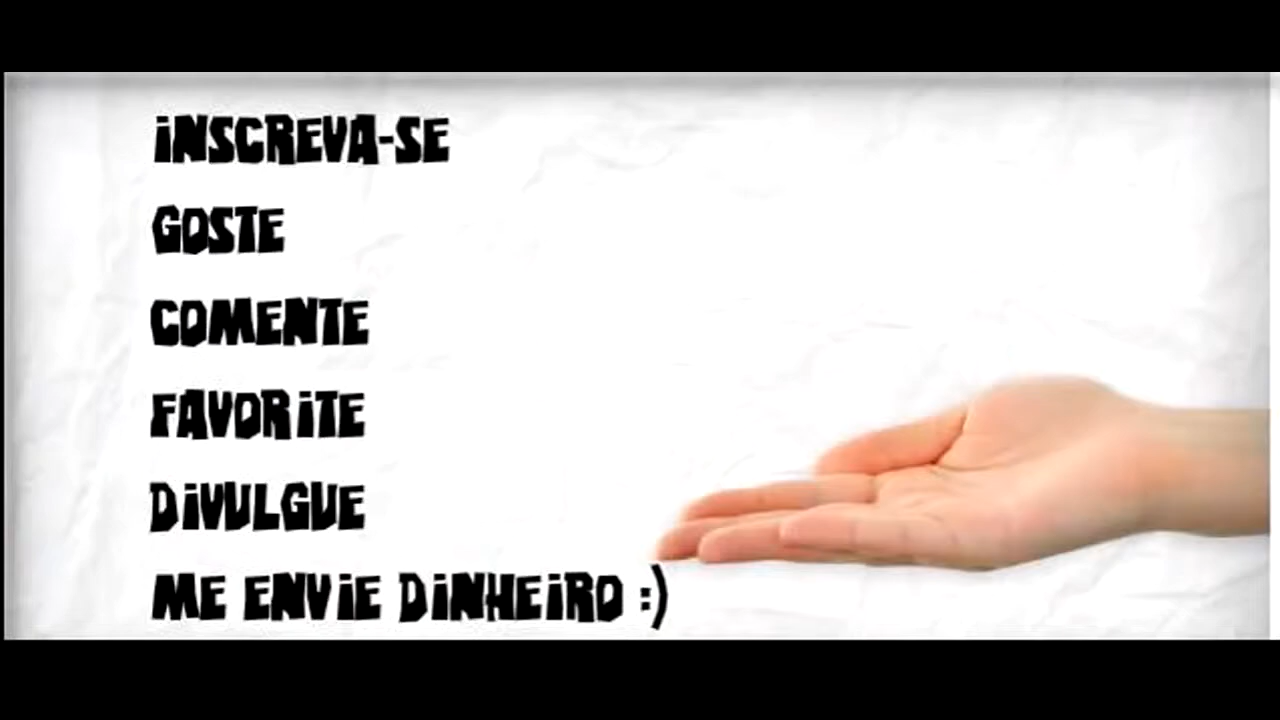 INSCREVA-SE
GOSTE
COMENTE
FAVORITE
DIVULGUE
ME ENVIE DINHEIRO :)